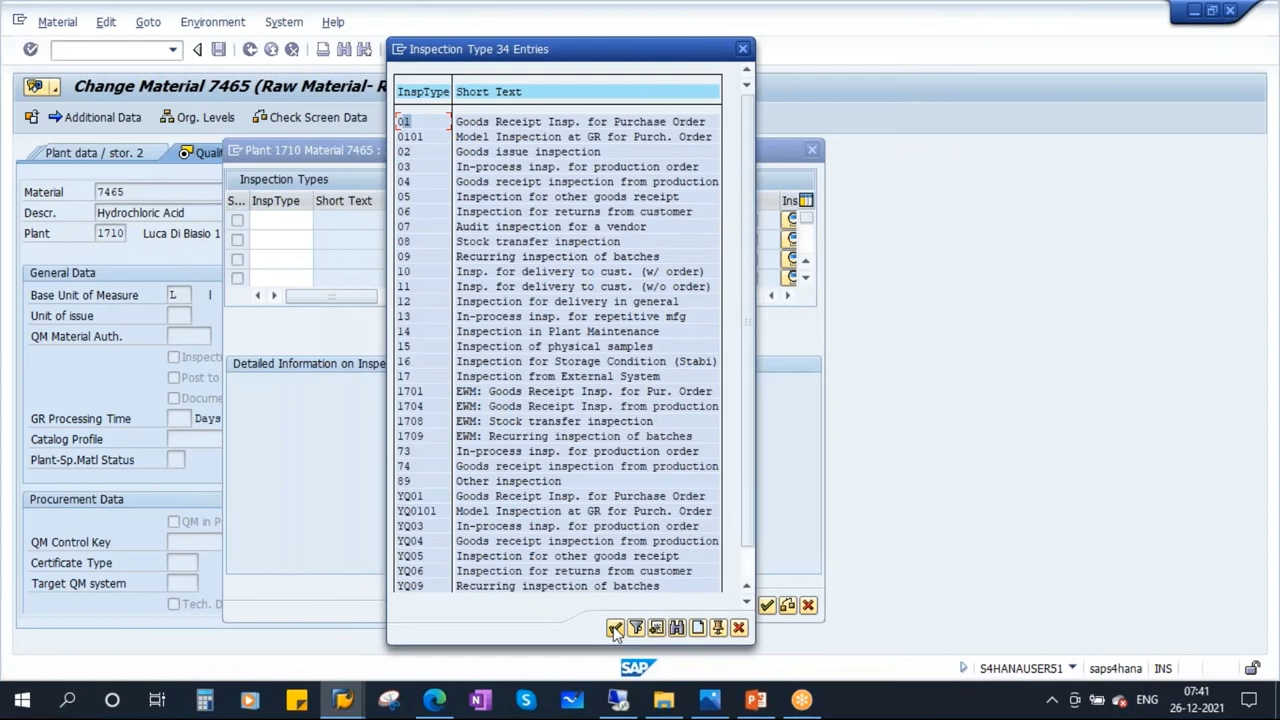 Material Edit Goto Environment System Help
Inspection Type 34 Entries
Change Material 7465 (Raw Material- R
Additional Data Org. Levels Check Screen Data
InspType Short Text
Plant data / stor. 2 Quali
Plant 1710 Material 7465 :
Material 7465
Descr. Hydrochloric Acid
Plant 1710 Luca Di Biasio 1
Inspection Types
S... InspType Short Text Ins
01 Goods Receipt Insp. for Purchase Order
0101 Model Inspection at GR for Purch. Order
02 Goods issue inspection
03 In-process insp. for production order
04 Goods receipt inspection from production
05 Inspection for other goods receipt
06 Inspection for returns from customer
07 Audit inspection for a vendor
08 Stock transfer inspection
09 Recurring inspection of batches
10 Insp. for delivery to cust. (w/ order)
11 Insp. for delivery to cust. (w/o order)
12 Inspection for delivery in general
13 In-process insp. for repetitive mfg
14 Inspection in Plant Maintenance
15 Inspection of physical samples
16 Inspection for Storage Condition (Stabi)
17 Inspection from External System
1701 EWM: Goods Receipt Insp. for Pur. Order
1704 EWM: Goods Receipt Insp. from production
1708 EWM: Stock transfer inspection
1709 EWM: Recurring inspection of batches
73 In-process insp. for production order
74 Goods receipt inspection from production
89 Other inspection
YQ01 Goods Receipt Insp. for Purchase Order
YQ0101 Model Inspection at GR for Purch. Order
YQ03 In-process insp. for production order
YQ04 Goods receipt inspection from production
YQ05 Inspection for other goods receipt
YQ06 Inspection for returns from customer
YQ09 Recurring inspection of batches
General Data
Base Unit of Measure L l
Unit of issue
QM Material Auth.
Inspecti
Post to
Docume
GR Processing Time Days
Catalog Profile
Plant-Sp.Matl Status
Detailed Information on Inspe
Procurement Data
QM in P
QM Control Key
Certificate Type
Target QM system
Tech. D
SAP
S4HANAUSER51 saps4hana INS
ENG
07:41
26-12-2021